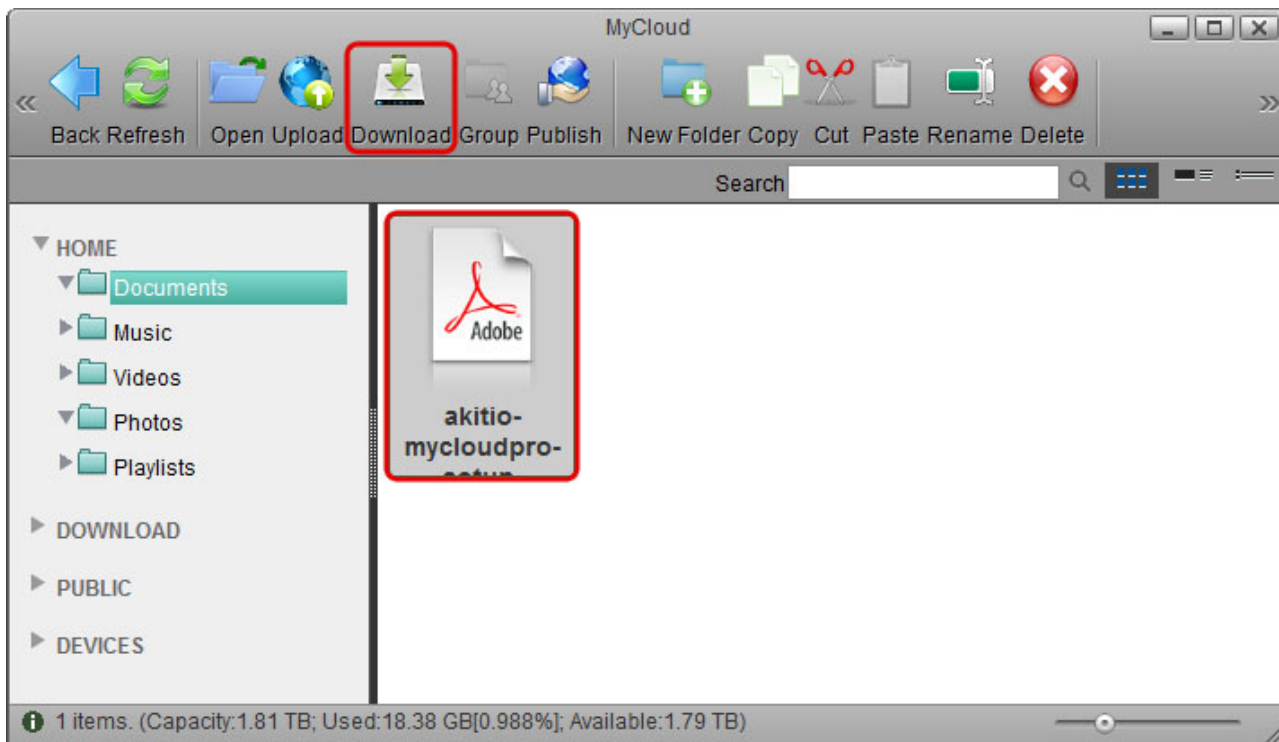 MyCloud
Back Refresh Open Upload Download Group Publish New Folder Copy Cut Paste Rename Delete
Search
HOME
Documents
Music
Videos
Photos
Playlists
DOWNLOAD
PUBLIC
DEVICES
Adobe
akitio-
mycloudpro-
1 items. (Capacity:1.81 TB; Used:18.38 GB[0.988%]; Available:1.79 TB)